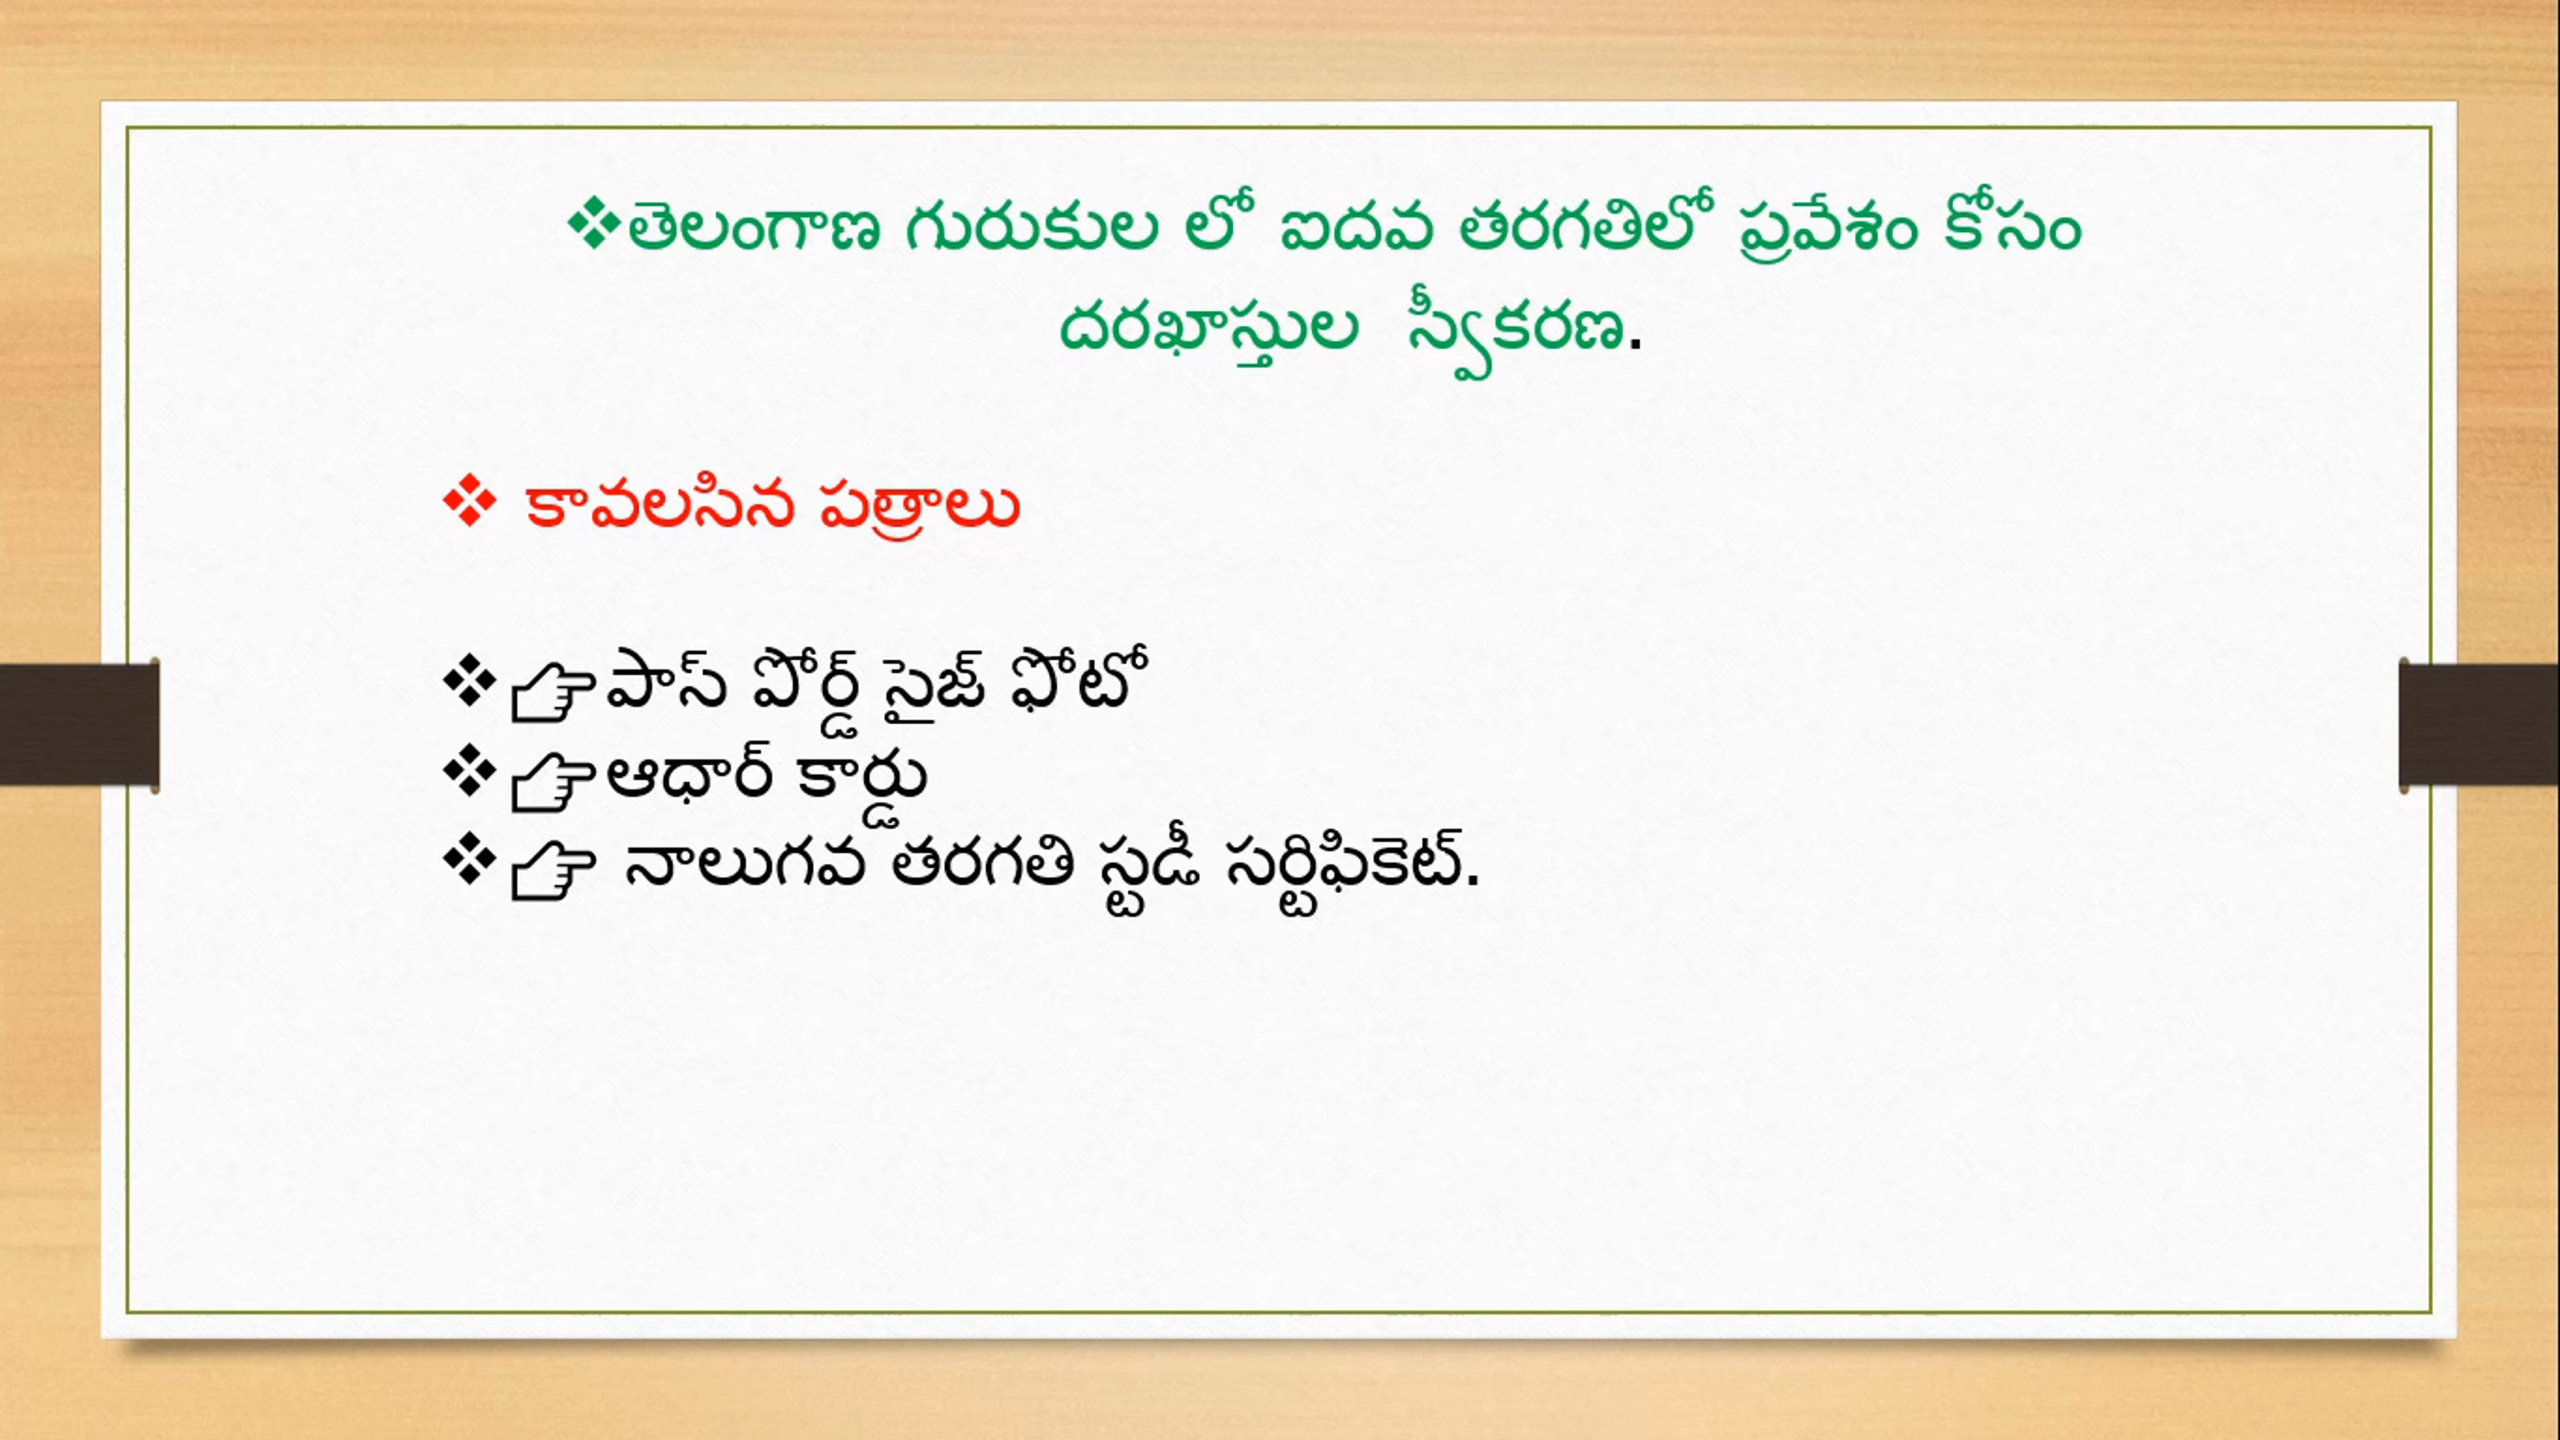 ❖తెలంగాణ గురుకుల లో ఐదవ తరగతిలో ప్రవేశం కోసం
దరఖాస్తుల  స్వీకరణ.
❖ కావలసిన పత్రాలు
❖👉పాస్ పోర్డ్ సైజ్ ఫోటో
❖👉ఆధార్ కార్డు
❖👉 నాలుగవ తరగతి స్టడీ సర్టిఫికెట్.